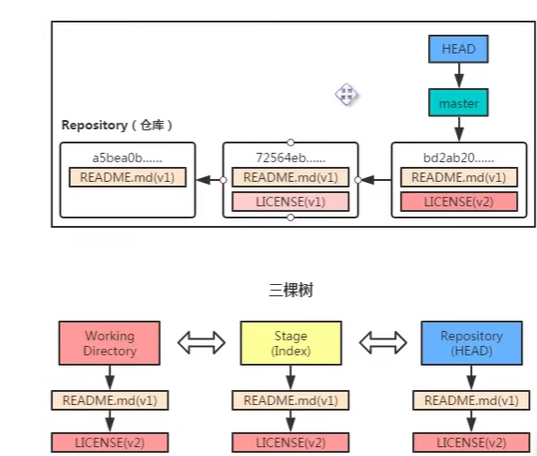 HEAD
master
Repository（仓库）
a5bea0b......
72564eb......
bd2ab20......
README.md(v1)
README.md(v1)
README.md(v1)
LICENSE(v1)
LICENSE(v2)
三棵树
Working
Directory
Stage
(Index)
Repository
(HEAD)
README.md(v1)
README.md(v1)
README.md(v1)
LICENSE(v2)
LICENSE(v2)
LICENSE(v2)